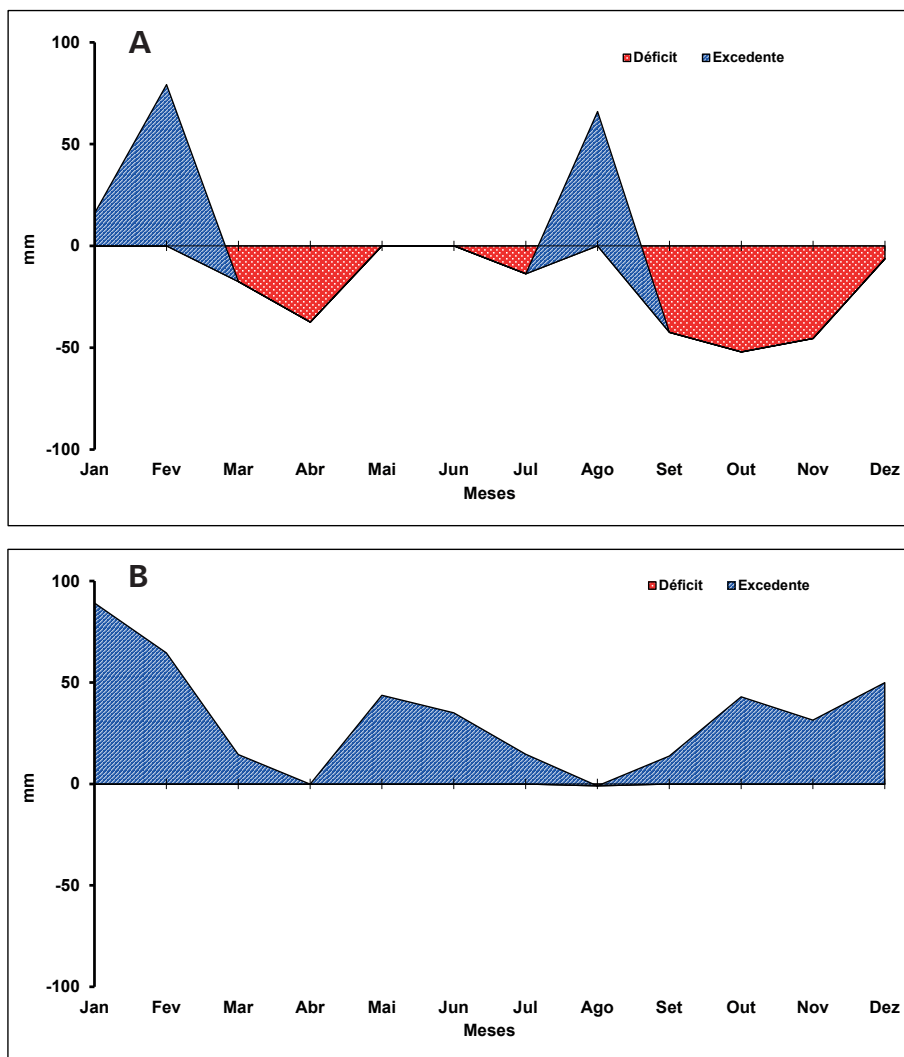 A
Déficit Excedente
100
50
0
-50
-100
mm
Jan Fev Mar Abr Mai Jun Jul Ago Set Out Nov Dez
Meses
B
Déficit Excedente
100
50
0
-50
-100
mm
Jan Fev Mar Abr Mai Jun Jul Ago Set Out Nov Dez
Meses